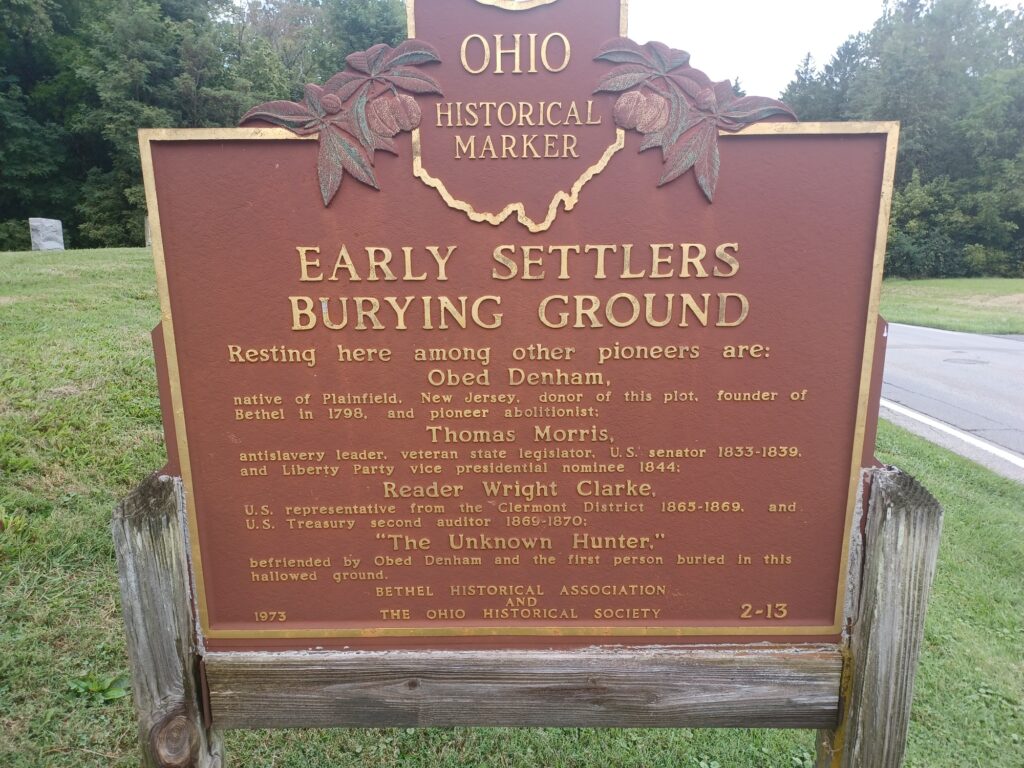 OHIO
HISTORICAL
MARKER
EARLY SETTLERS
BURYING GROUND
Resting here among other pioneers are:
Obed Denham,
native of Plainfield, New Jersey, donor of this plot, founder of
Bethel in 1798, and pioneer abolitionist;
Thomas Morris,
antislavery leader, veteran state legislator, U.S. senator 1833-1839,
and Liberty Party vice presidential nominee 1844;
Reader Wright Clarke,
U.S. representative from the Clermont District 1865-1869, and
U.S. Treasury second auditor 1869-1870;
"The Unknown Hunter,"
befriended by Obed Denham and the first person buried in this
hallowed ground.
BETHEL HISTORICAL ASSOCIATION
AND
1973 THE OHIO HISTORICAL SOCIETY 2-13